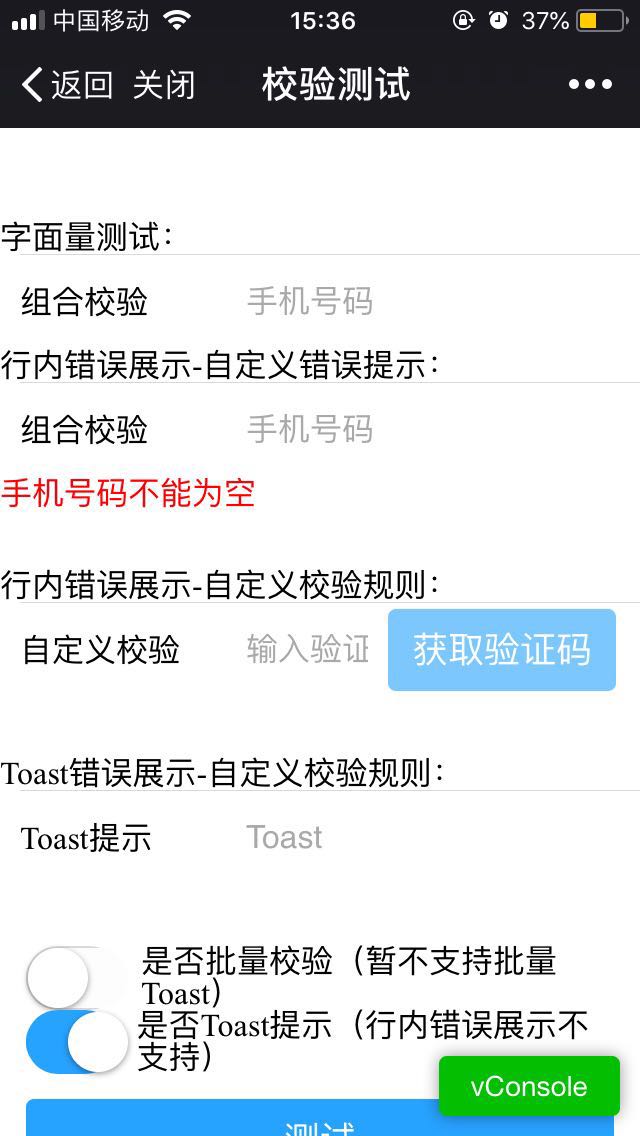 中国移动 15:36 37%
返回 关闭 校验测试
字面量测试：
组合校验 手机号码
行内错误展示-自定义错误提示：
组合校验 手机号码
手机号码不能为空
行内错误展示-自定义校验规则：
自定义校验 输入验证 获取验证码
Toast错误展示-自定义校验规则：
Toast提示 Toast
是否批量校验（暂不支持批量
Toast）
是否Toast提示（行内错误展示不
支持）
vConsole
测试